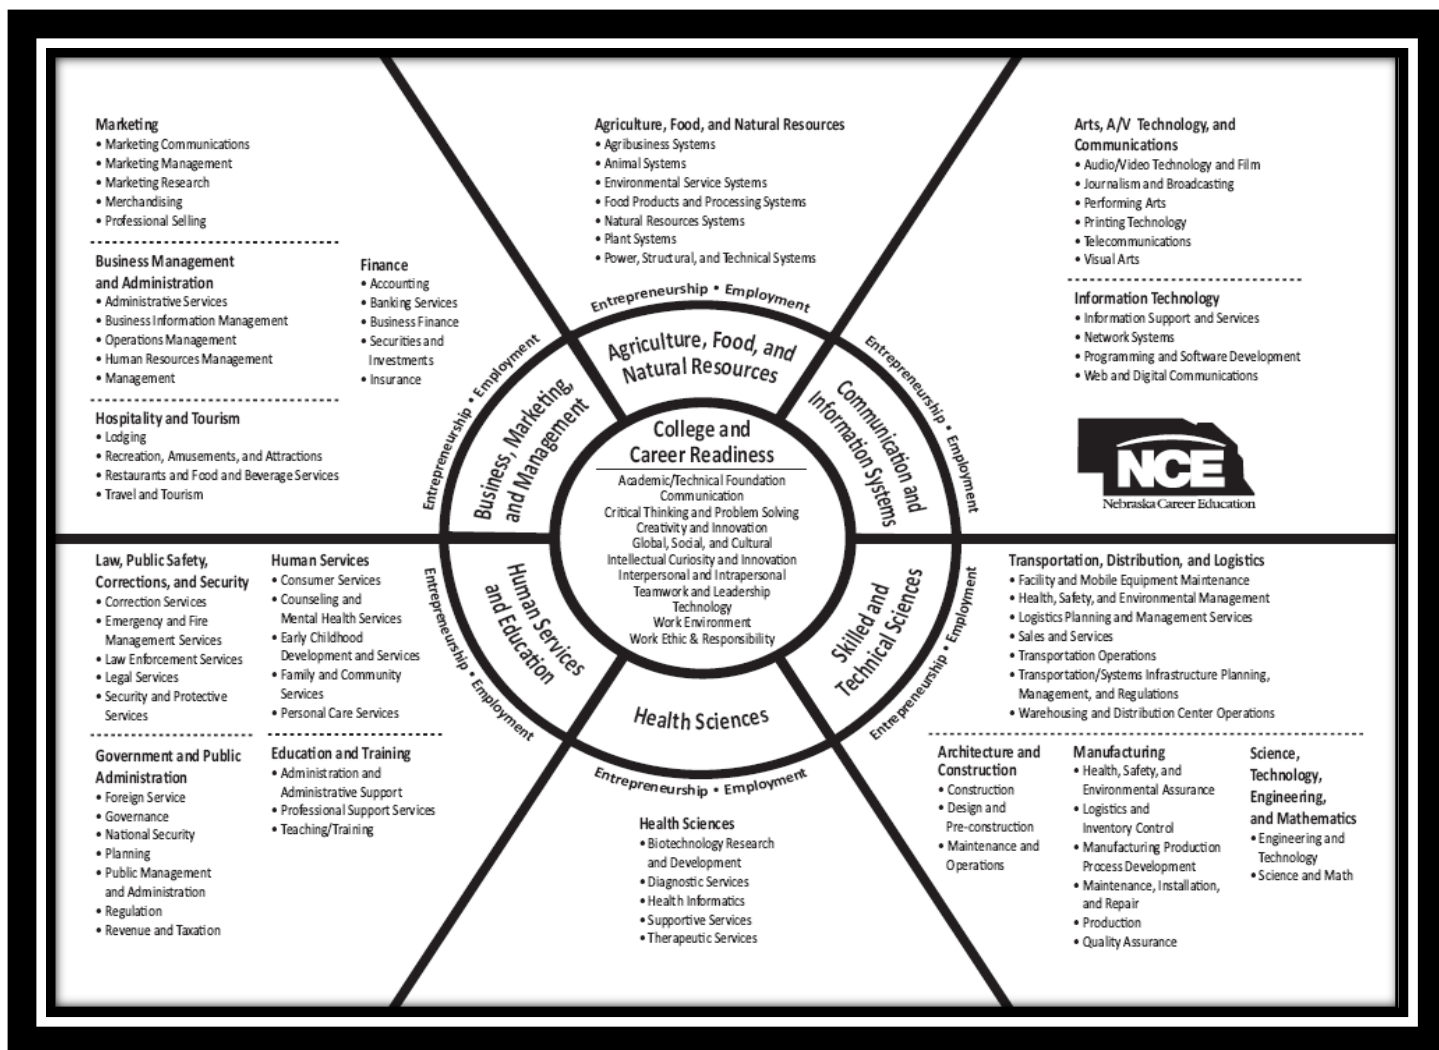 Marketing
• Marketing Communications
• Marketing Management
• Marketing Research
• Merchandising
• Professional Selling
Business Management
and Administration
• Administrative Services
• Business Information Management
• Operations Management
• Human Resources Management
• Management
Finance
• Accounting
• Banking Services
• Business Finance
• Securities and
Investments
• Insurance
Hospitality and Tourism
• Lodging
• Recreation, Amusements, and Attractions
• Restaurants and Food and Beverage Services
• Travel and Tourism
Agriculture, Food, and Natural Resources
• Agribusiness Systems
• Animal Systems
• Environmental Service Systems
• Food Products and Processing Systems
• Natural Resources Systems
• Plant Systems
• Power, Structural, and Technical Systems
Arts, A/V Technology, and
Communications
• Audio/Video Technology and Film
• Journalism and Broadcasting
• Performing Arts
• Printing Technology
• Telecommunications
• Visual Arts
Information Technology
• Information Support and Services
• Network Systems
• Programming and Software Development
• Web and Digital Communications
NCE
Nebraska Career Education
Entrepreneurship • Employment
Entrepreneurship • Employment
Entrepreneurship • Employment
Agriculture, Food, and
Natural Resources
Business, Marketing,
and Management
Communication and
Information Systems
College and
Career Readiness
Academic/Technical Foundation
Communication
Critical Thinking and Problem Solving
Creativity and Innovation
Global, Social, and Cultural
Intellectual Curiosity and Innovation
Interpersonal and Intrapersonal
Teamwork and Leadership
Technology
Work Environment
Work Ethic & Responsibility
Human Services
and Education
Skilled and
Technical Sciences
Health Sciences
Entrepreneurship • Employment
Entrepreneurship • Employment
Entrepreneurship • Employment
Law, Public Safety,
Corrections, and Security
• Correction Services
• Emergency and Fire
Management Services
• Law Enforcement Services
• Legal Services
• Security and Protective
Services
Human Services
• Consumer Services
• Counseling and
Mental Health Services
• Early Childhood
Development and Services
• Family and Community
Services
• Personal Care Services
Government and Public
Administration
• Foreign Service
• Governance
• National Security
• Planning
• Public Management
and Administration
• Regulation
• Revenue and Taxation
Education and Training
• Administration and
Administrative Support
• Professional Support Services
• Teaching/Training
Health Sciences
• Biotechnology Research
and Development
• Diagnostic Services
• Health Informatics
• Supportive Services
• Therapeutic Services
Transportation, Distribution, and Logistics
• Facility and Mobile Equipment Maintenance
• Health, Safety, and Environmental Management
• Logistics Planning and Management Services
• Sales and Services
• Transportation Operations
• Transportation/Systems Infrastructure Planning,
Management, and Regulations
• Warehousing and Distribution Center Operations
Architecture and
Construction
• Construction
• Design and
Pre-construction
• Maintenance and
Operations
Manufacturing
• Health, Safety, and
Environmental Assurance
• Logistics and
Inventory Control
• Manufacturing Production
Process Development
• Maintenance, Installation,
and Repair
• Production
• Quality Assurance
Science,
Technology,
Engineering,
and Mathematics
• Engineering and
Technology
• Science and Math